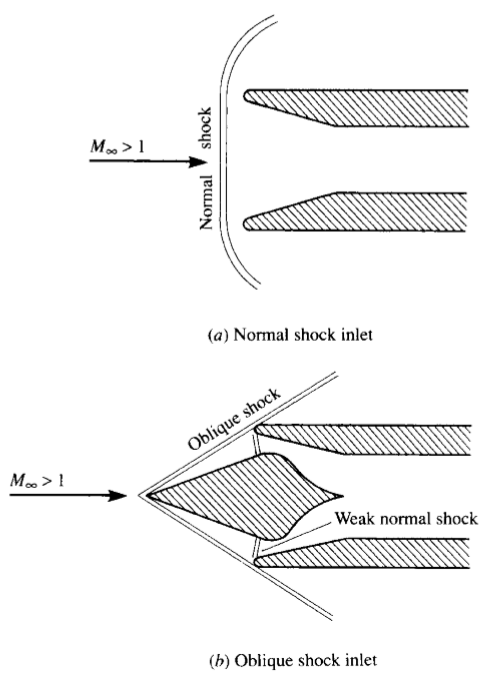 Normal shock
M∞ > 1
(a) Normal shock inlet
Oblique shock
M∞ > 1
Weak normal shock
(b) Oblique shock inlet